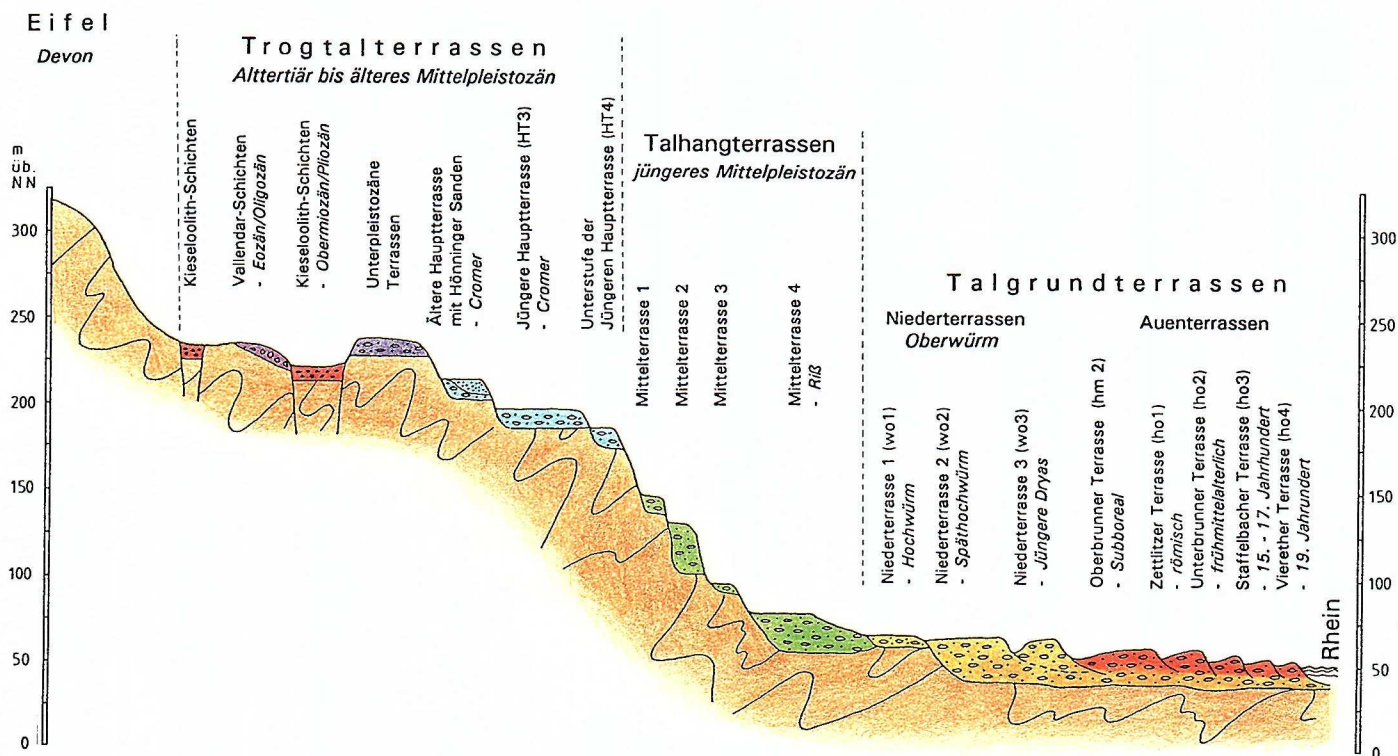 Eifel
Devon
Trogtalterrassen
Alttertiär bis älteres Mittelpleistozän
Kieseloolith-Schichten
Vallendar-Schichten
- Eozän/Oligozän
Kieseloolith-Schichten
- Obermiozän/Pliozän
Unterpleistozäne
Terrassen
Ältere Hauptterrasse
mit Hönninger Sanden
- Cromer
Jüngere Hauptterrasse (HT3)
- Cromer
Unterstufe der
Jüngeren Hauptterrasse (HT4)
Talhangterrassen
jüngeres Mittelpleistozän
Mittelterrasse 1
Mittelterrasse 2
Mittelterrasse 3
Mittelterrasse 4
- Riß
Talgrundterrassen
Niederterrassen
Oberwürm
Auenterrassen
Niederterrasse 1 (wo1)
- Hochwürm
Niederterrasse 2 (wo2)
- Späthochwürm
Niederterrasse 3 (wo3)
- Jüngere Dryas
Oberbrunner Terrasse (hm 2)
- Subboreal
Zettlitzer Terrasse (ho1)
- römisch
Unterbrunner Terrasse (ho2)
- frühmittelalterlich
Staffelbacher Terrasse (ho3)
- 15. - 17. Jahrhundert
Vierether Terrasse (ho4)
- 19. Jahrundert
Rhein
m
üb.
NN
300
250
200
150
100
50
0
300
250
200
150
100
50
0